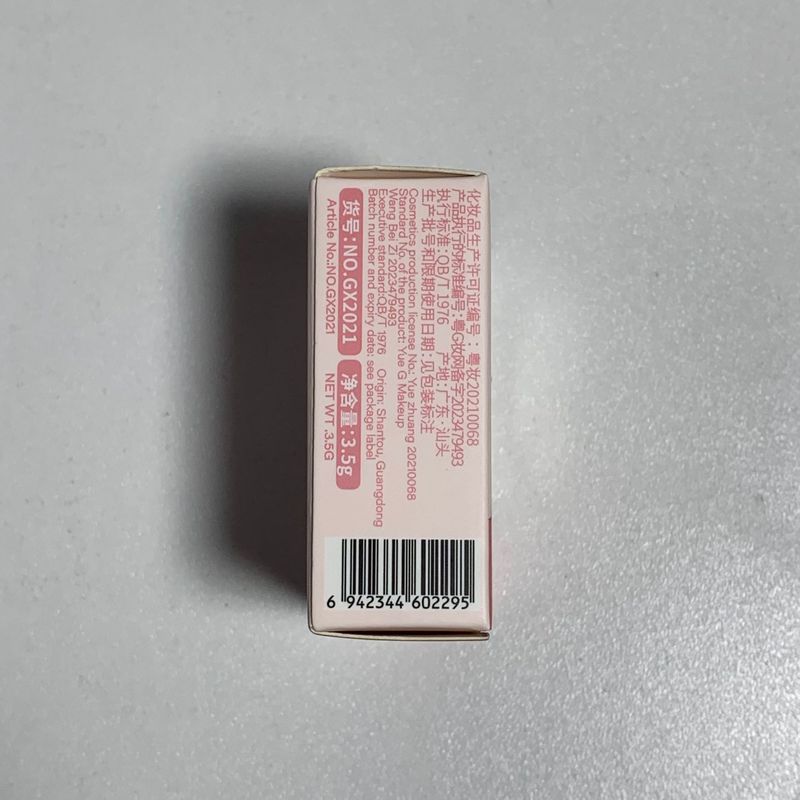 化妆品生产许可证编号：粤妆20210068
产品执行的标准编号:粤G妆网备字2023479493
执行标准:QB/T 1976 产地:广东·汕头
生产批号和限期使用日期:见包装标注
Cosmetics production license No.: Yue zhuang 20210068
Standard No. of the product: Yue G Makeup
Wang Bei Zi 2023479493
Executive standard:QB/T 1976 Origin: Shantou, Guangdong
Batch number and expiry date: see package label
货号:NO.GX2021 净含量:3.5g
Article No.:NO.GX2021 NET WT .3.5G
6 942344 602295